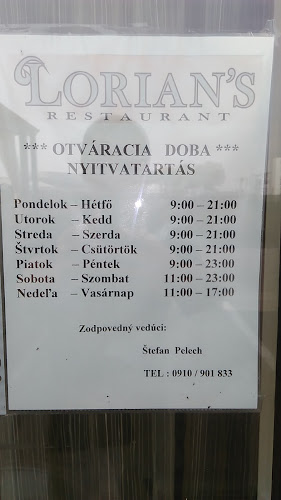 LORIAN'S
RESTAURANT
*** OTVÁRACIA DOBA ***
NYITVATARTÁS
Pondelok – Hétfő 9:00 – 21:00
Utorok – Kedd 9:00 – 21:00
Streda – Szerda 9:00 – 21:00
Štvrtok – Csütörtök 9:00 – 21:00
Piatok – Péntek 9:00 – 23:00
Sobota – Szombat 11:00 – 23:00
Nedeľa – Vasárnap 11:00 – 17:00
Zodpovedný vedúci:
Štefan Pelech
TEL : 0910 / 901 833